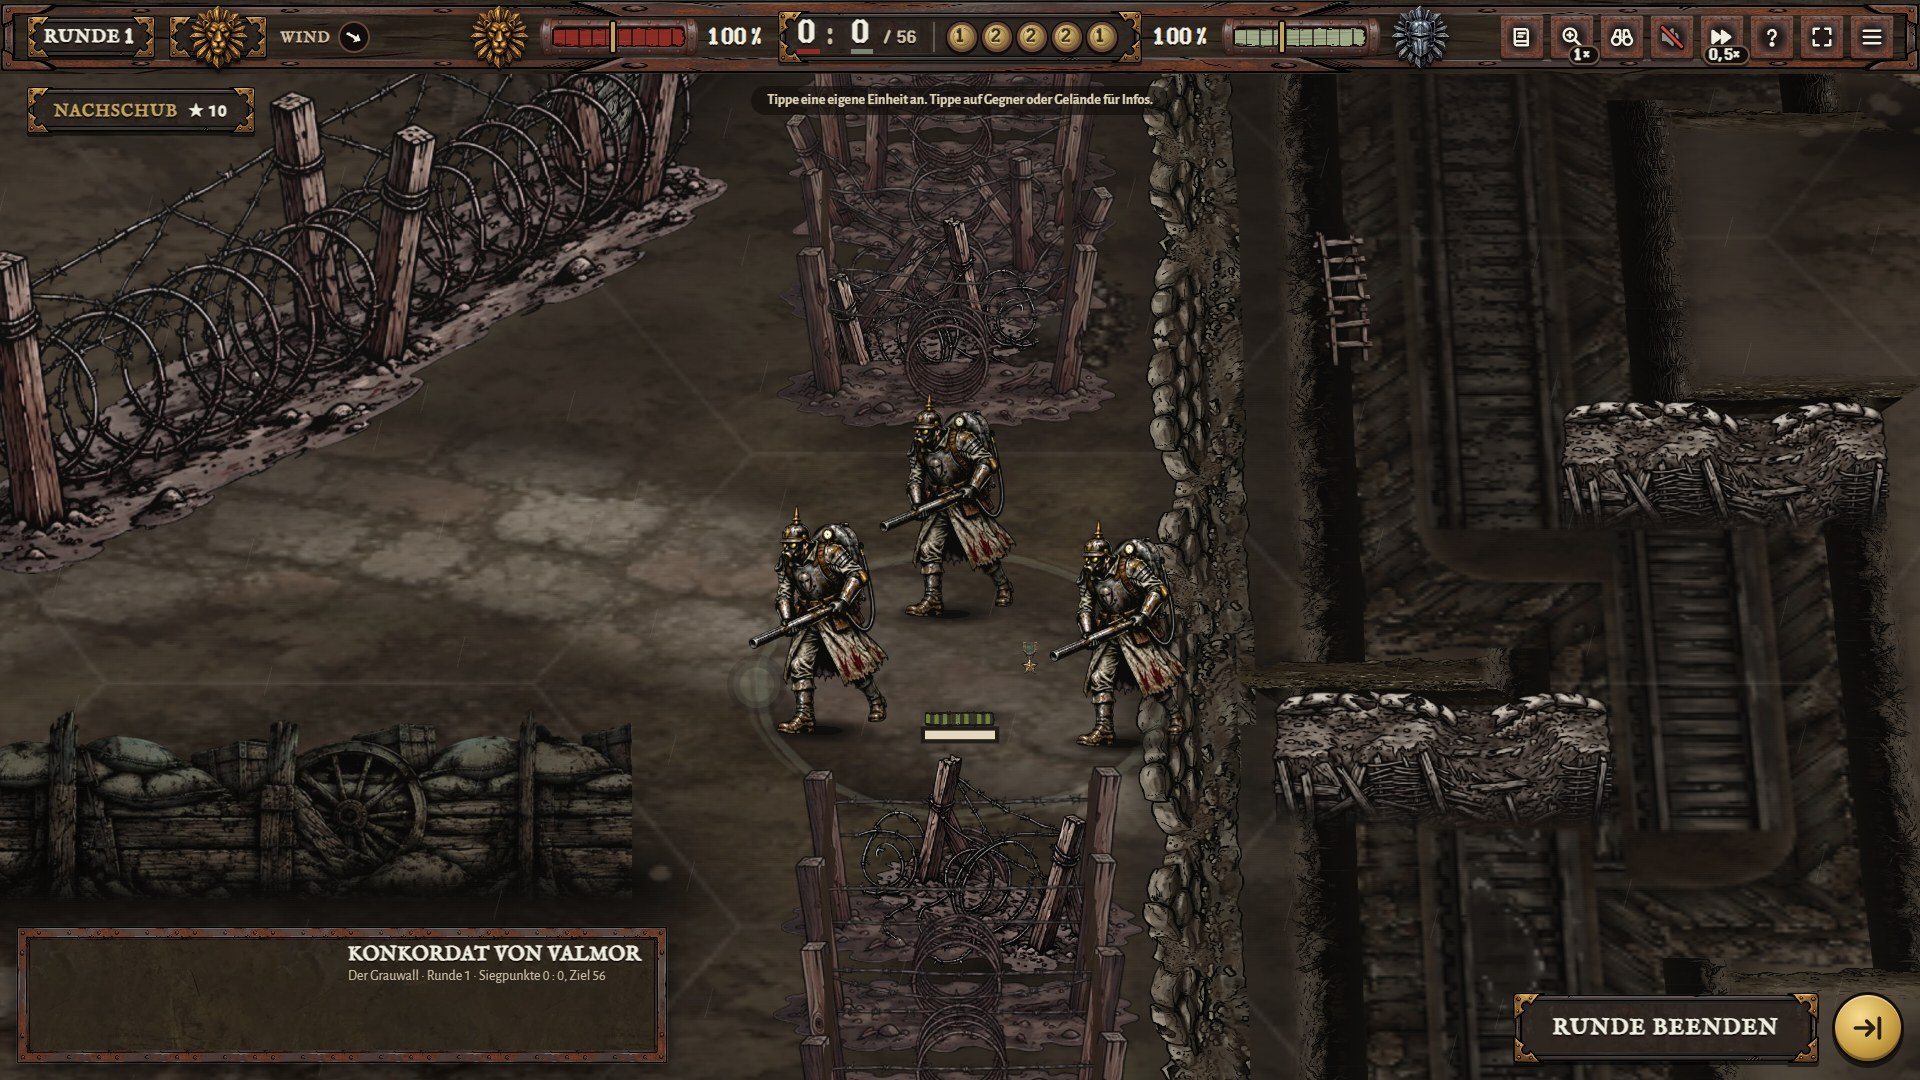 RUNDE 1
WIND
100 %
0 : 0 / 56
1 2 2 2 1
100 %
1×
0,5×
?
NACHSCHUB ★ 10
Tippe eine eigene Einheit an. Tippe auf Gegner oder Gelände für Infos.
KONKORDAT VON VALMOR
Der Grauwall · Runde 1 · Siegpunkte 0 : 0, Ziel 56
RUNDE BEENDEN